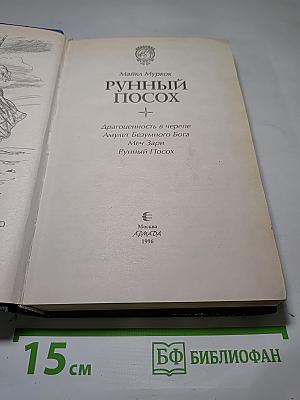 Майкл Муркок
РУННЫЙ
ПОСОХ
Драгоценность в черепе
Амулет Безумного Бога
Меч Зари
Рунный Посох
Москва
АРМАДА
1996
15 см
БФ БИБЛИОФАН